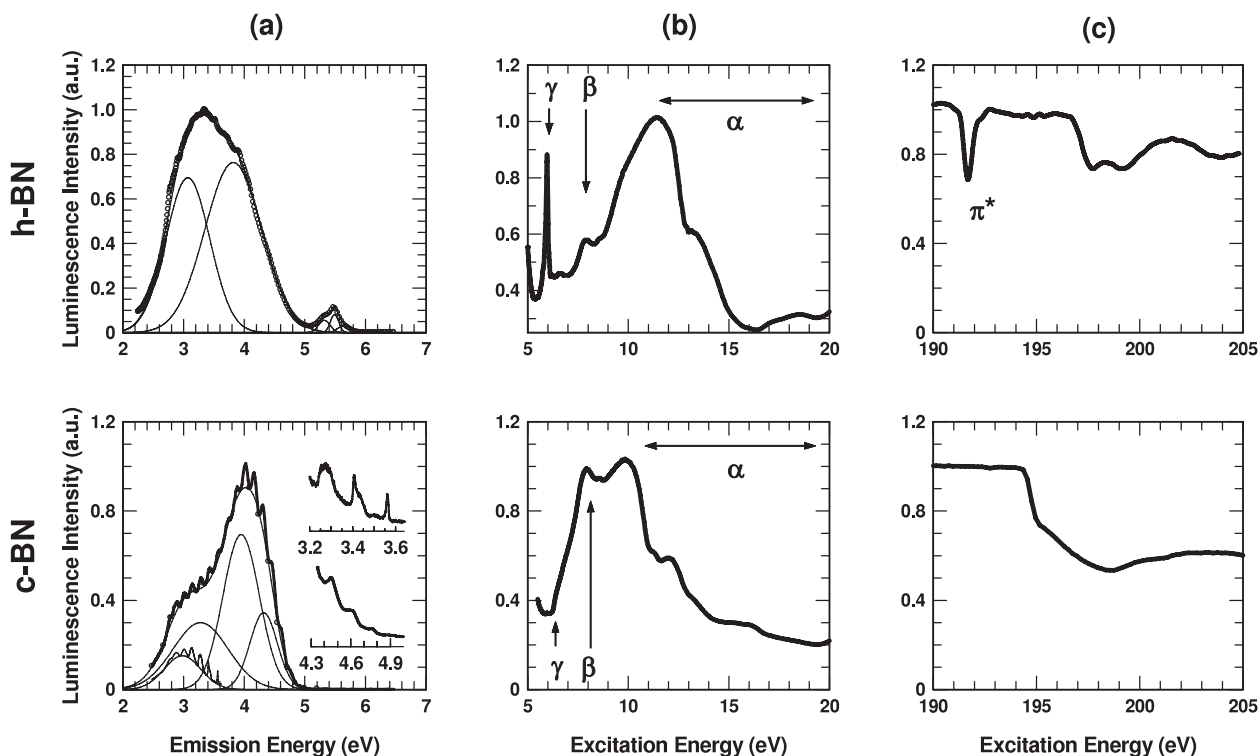 (a) (b) (c)
h-BN
Luminescence Intensity (a.u.)
1.2
1.0
0.8
0.6
0.4
0.2
0
2 3 4 5 6 7
1.2
1.0
0.8
0.6
0.4
γ
β
α
5 10 15 20
1.2
0.8
0.4
0
π*
190 195 200 205
c-BN
Luminescence Intensity (a.u.)
1.2
0.8
0.4
0
3.2 3.4 3.6
4.3 4.6 4.9
2 3 4 5 6 7
Emission Energy (eV)
1.2
0.8
0.4
0
α
γ
β
5 10 15 20
Excitation Energy (eV)
1.2
0.8
0.4
0
190 195 200 205
Excitation Energy (eV)